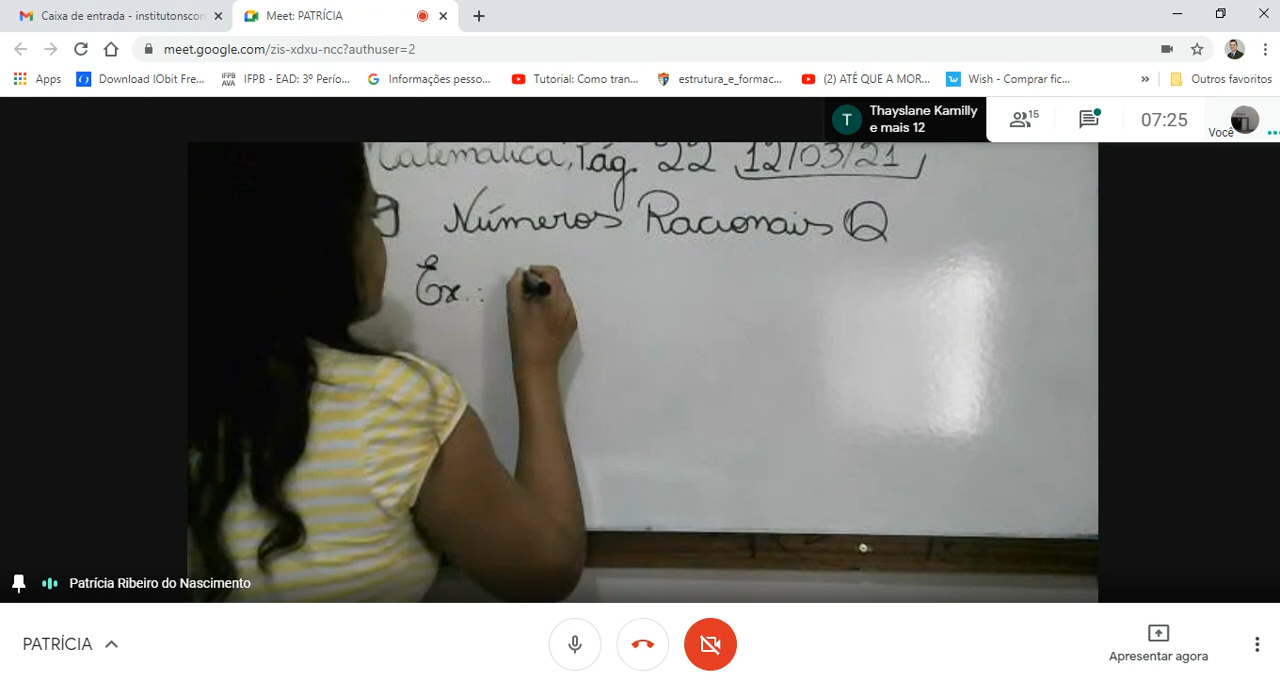 Caixa de entrada - institutonscon
Meet: PATRÍCIA
meet.google.com/zis-xdxu-ncc?authuser=2
Apps
Download IObit Fre...
IFPB AVA IFPB - EAD: 3º Perío...
Informações pesso...
Tutorial: Como tran...
estrutura_e_formac...
(2) ATÉ QUE A MOR...
Wish - Comprar fic...
»
Outros favoritos
T
Thayslane Kamilly
e mais 12
15
07:25
Você
Matemática, Pág. 22 12/03/21
Números Racionais Q
Ex.:
Patrícia Ribeiro do Nascimento
PATRÍCIA
Apresentar agora